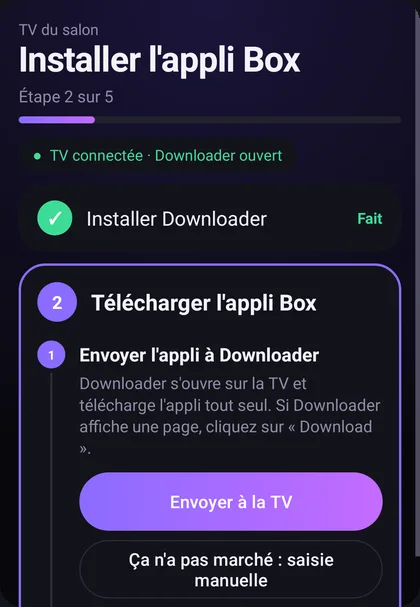 TV du salon
Installer l'appli Box
Étape 2 sur 5
TV connectée · Downloader ouvert
✓ Installer Downloader Fait
2 Télécharger l'appli Box
1 Envoyer l'appli à Downloader
Downloader s'ouvre sur la TV et
télécharge l'appli tout seul. Si Downloader
affiche une page, cliquez sur « Download
».
Envoyer à la TV
Ça n'a pas marché : saisie
manuelle